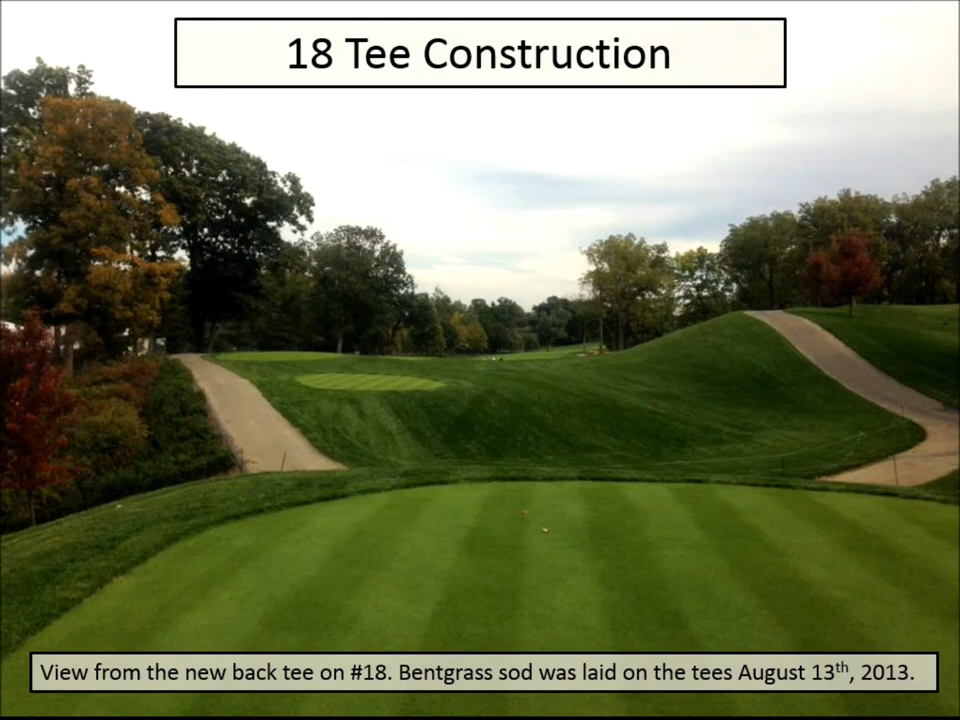 18 Tee Construction
View from the new back tee on #18. Bentgrass sod was laid on the tees August 13th, 2013.